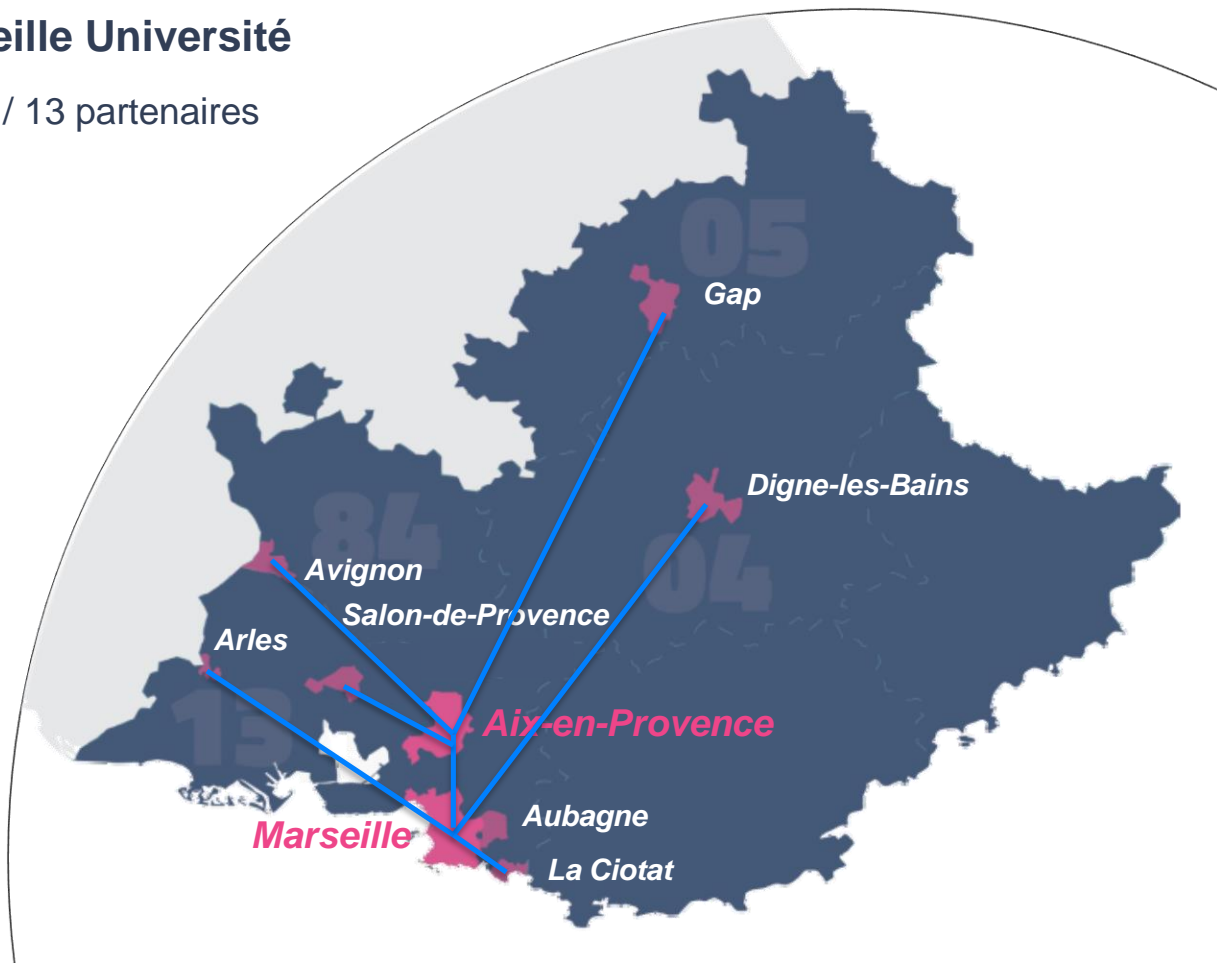 eille Université
/ 13 partenaires
05
Gap
Digne-les-Bains
84
04
Avignon
Salon-de-Provence
Arles
13
Aix-en-Provence
Aubagne
Marseille
La Ciotat